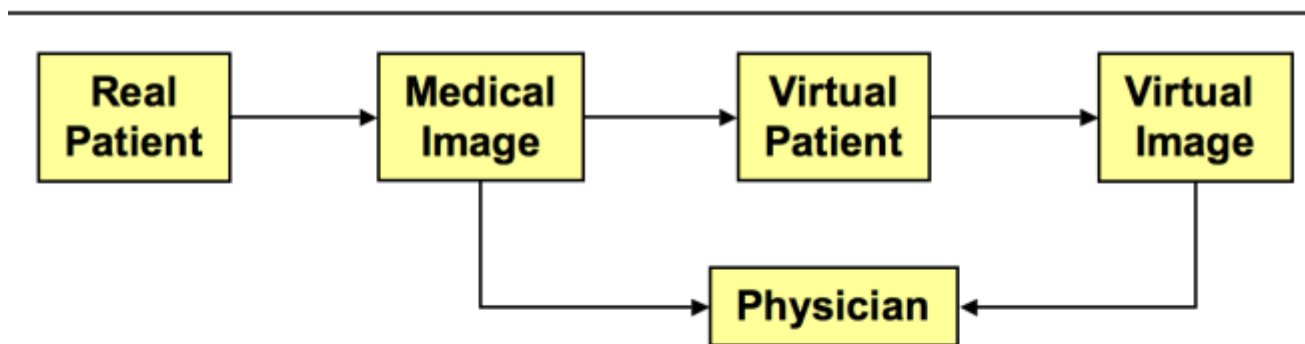 Real
Patient
Medical
Image
Virtual
Patient
Virtual
Image
Physician